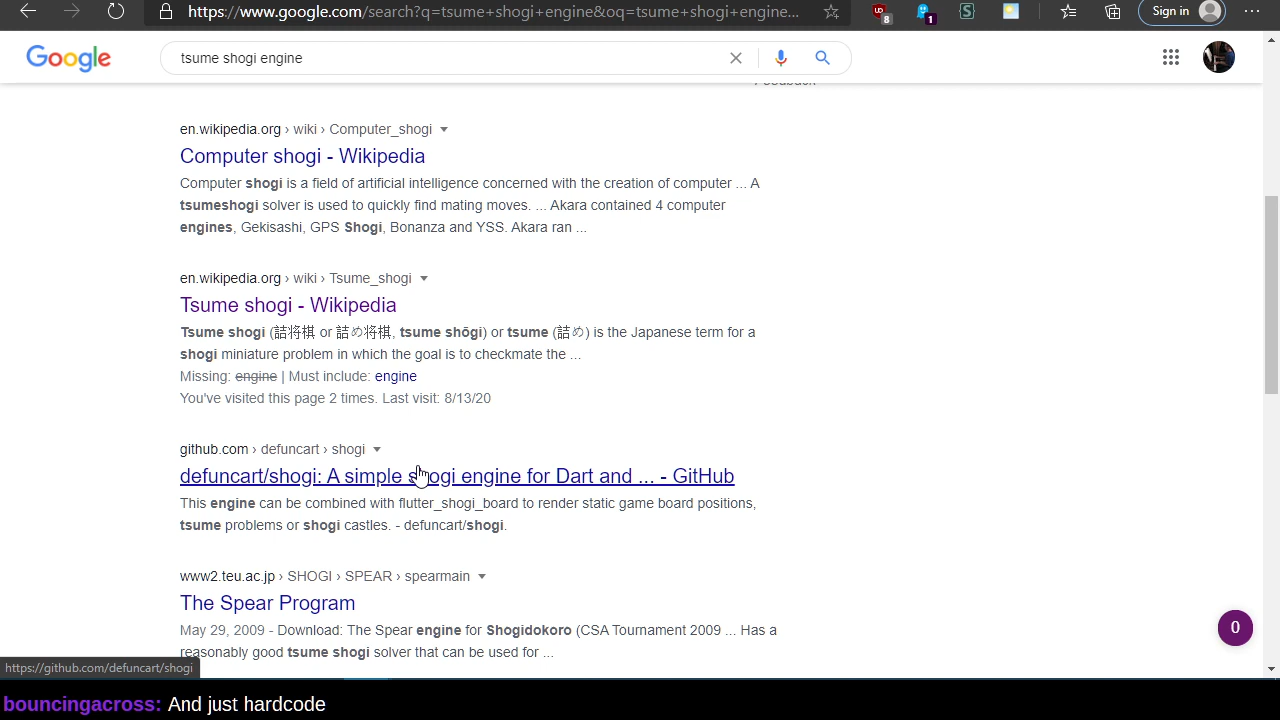 https://www.google.com/search?q=tsume+shogi+engine&oq=tsume+shogi+engine...
8
1
S
Sign in
Google
tsume shogi engine
Feedback
en.wikipedia.org › wiki › Computer_shogi
Computer shogi - Wikipedia
Computer shogi is a field of artificial intelligence concerned with the creation of computer ... A
tsumeshogi solver is used to quickly find mating moves. ... Akara contained 4 computer
engines, Gekisashi, GPS Shogi, Bonanza and YSS. Akara ran ...
en.wikipedia.org › wiki › Tsume_shogi
Tsume shogi - Wikipedia
Tsume shogi (詰将棋 or 詰め将棋, tsume shōgi) or tsume (詰め) is the Japanese term for a
shogi miniature problem in which the goal is to checkmate the ...
Missing: engine | Must include: engine
You've visited this page 2 times. Last visit: 8/13/20
github.com › defuncart › shogi
defuncart/shogi: A simple shogi engine for Dart and ... - GitHub
This engine can be combined with flutter_shogi_board to render static game board positions,
tsume problems or shogi castles. - defuncart/shogi.
www2.teu.ac.jp › SHOGI › SPEAR › spearmain
The Spear Program
May 29, 2009 - Download: The Spear engine for Shogidokoro (CSA Tournament 2009 ... Has a
reasonably good tsume shogi solver that can be used for ...
0
https://github.com/defuncart/shogi
bouncingacross: And just hardcode